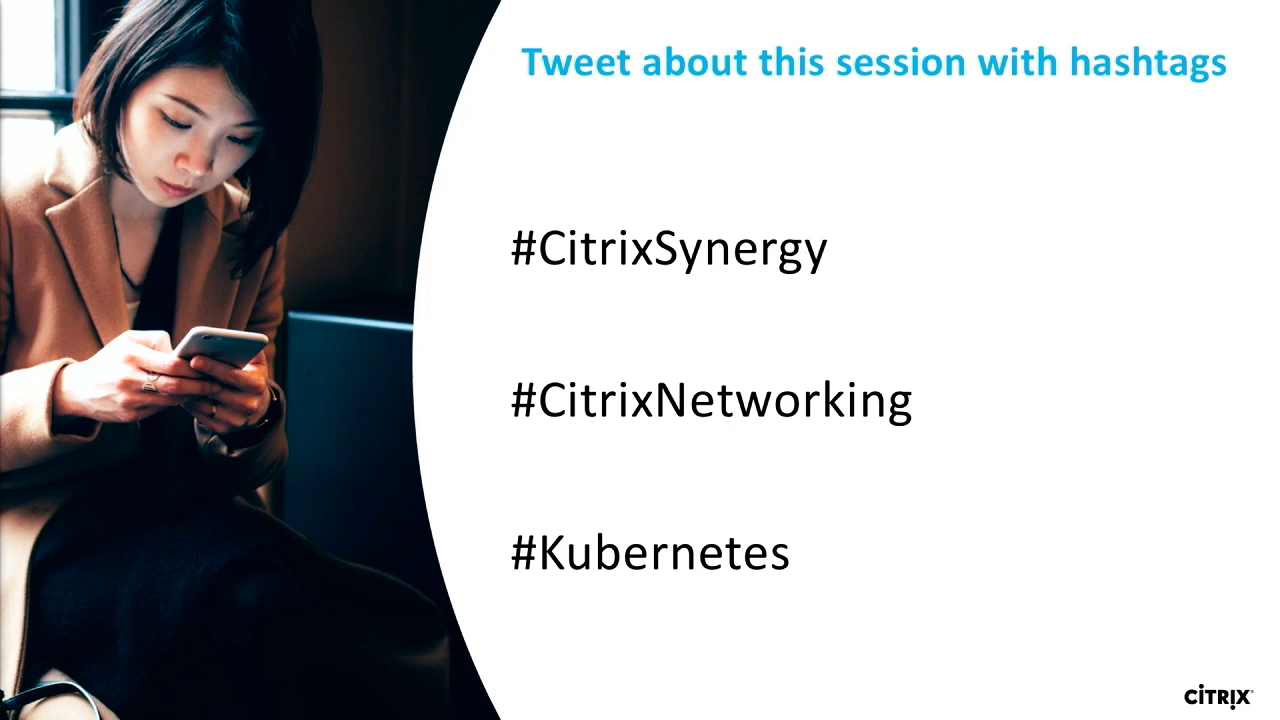 Tweet about this session with hashtags
#CitrixSynergy
#CitrixNetworking
#Kubernetes
CITRIX